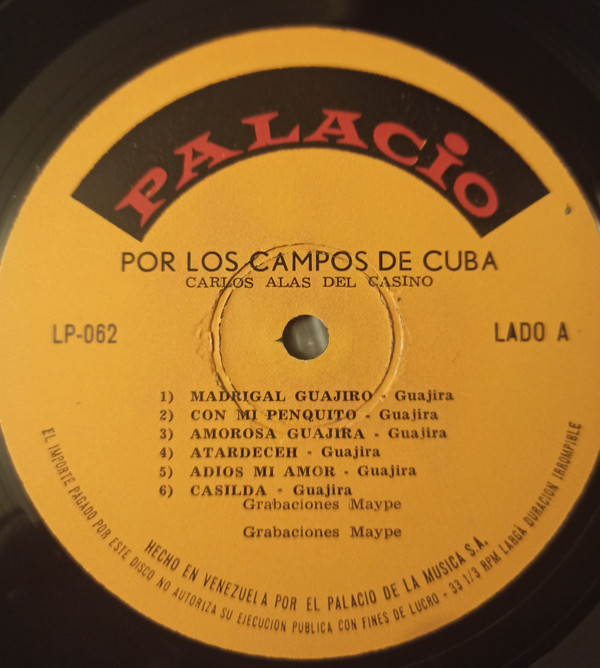 PALACIO
POR LOS CAMPOS DE CUBA
CARLOS ALAS DEL CASINO
LP-062
LADO A
1) MADRIGAL GUAJIRO - Guajira
2) CON MI PENQUITO - Guajira
3) AMOROSA GUAJIRA - Guajira
4) ATARDECEH - Guajira
5) ADIOS MI AMOR - Guajira
6) CASILDA - Guajira
Grabaciones Maype
Grabaciones Maype
HECHO EN VENEZUELA POR EL PALACIO DE LA MUSICA S.A.
EL IMPORTE PAGADO POR ESTE DISCO NO AUTORIZA SU EJECUCION PUBLICA CON FINES DE LUCRO - 33 1/3 RPM LARGA DURACION IRROMPIBLE